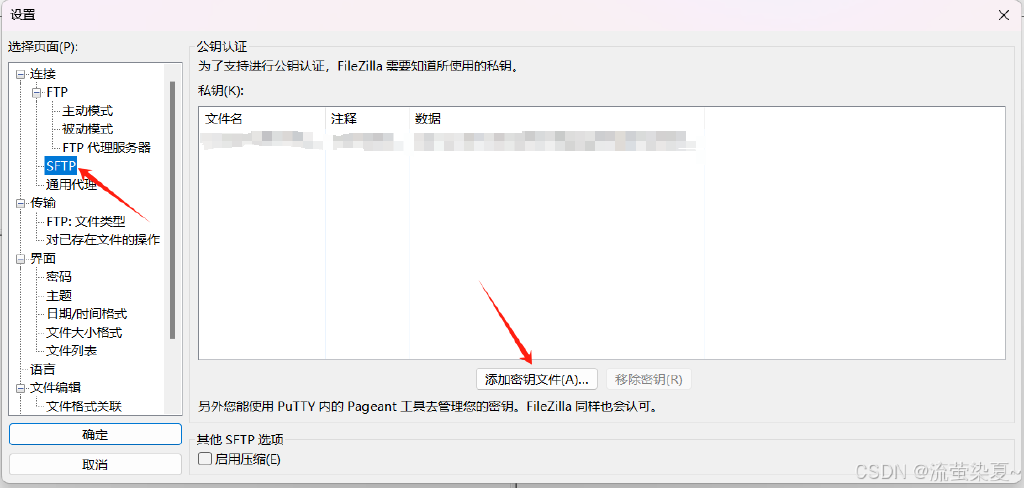 设置
选择页面(P):
连接
FTP
主动模式
被动模式
FTP 代理服务器
SFTP
通用代理
传输
FTP: 文件类型
对已存在文件的操作
界面
密码
主题
日期/时间格式
文件大小格式
文件列表
语言
文件编辑
文件格式关联
确定
取消
公钥认证
为了支持进行公钥认证，FileZilla 需要知道所使用的私钥。
私钥(K):
文件名 注释 数据
添加密钥文件(A)... 移除密钥(R)
另外您能使用 PuTTY 内的 Pageant 工具去管理您的密钥。FileZilla 同样也会认可。
其他 SFTP 选项
启用压缩(E)
CSDN @流萤染夏~